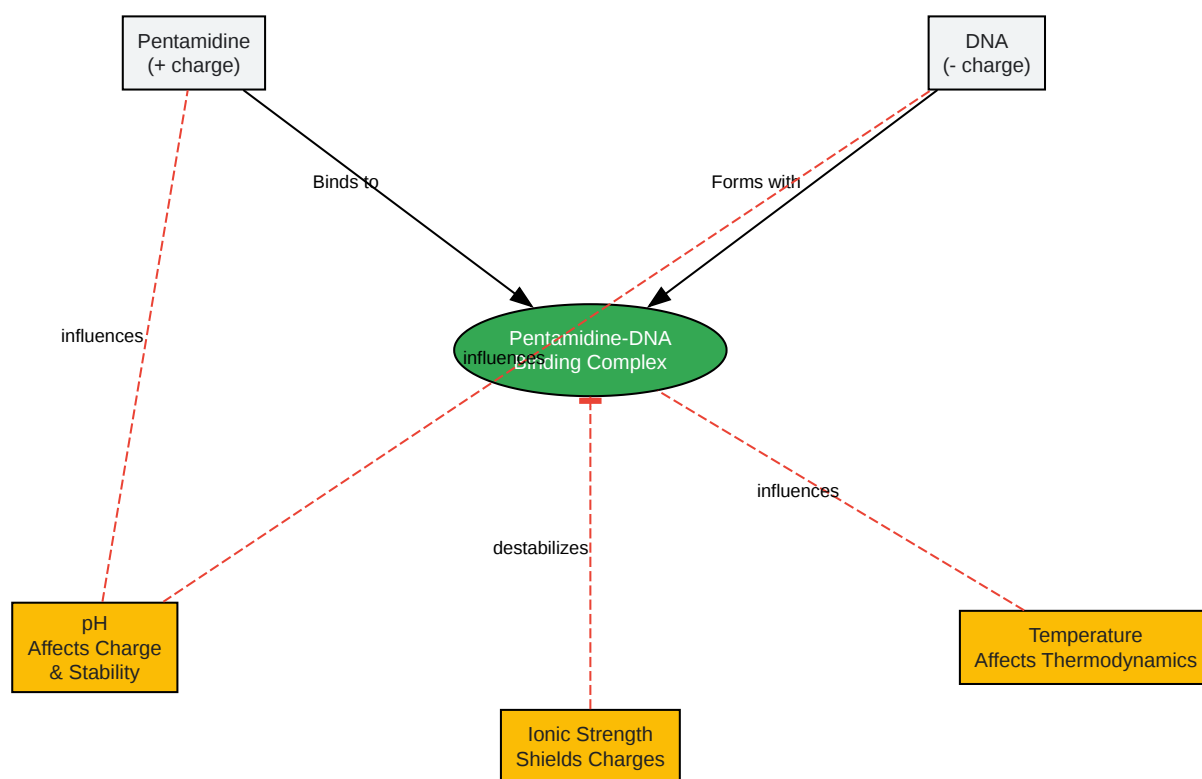 Pentamidine
(+ charge)
DNA
(- charge)
Binds to
Forms with
influences
Pentamidine-DNA
Binding Complex
influences
influences
destabilizes
pH
Affects Charge
& Stability
Temperature
Affects Thermodynamics
Ionic Strength
Shields Charges